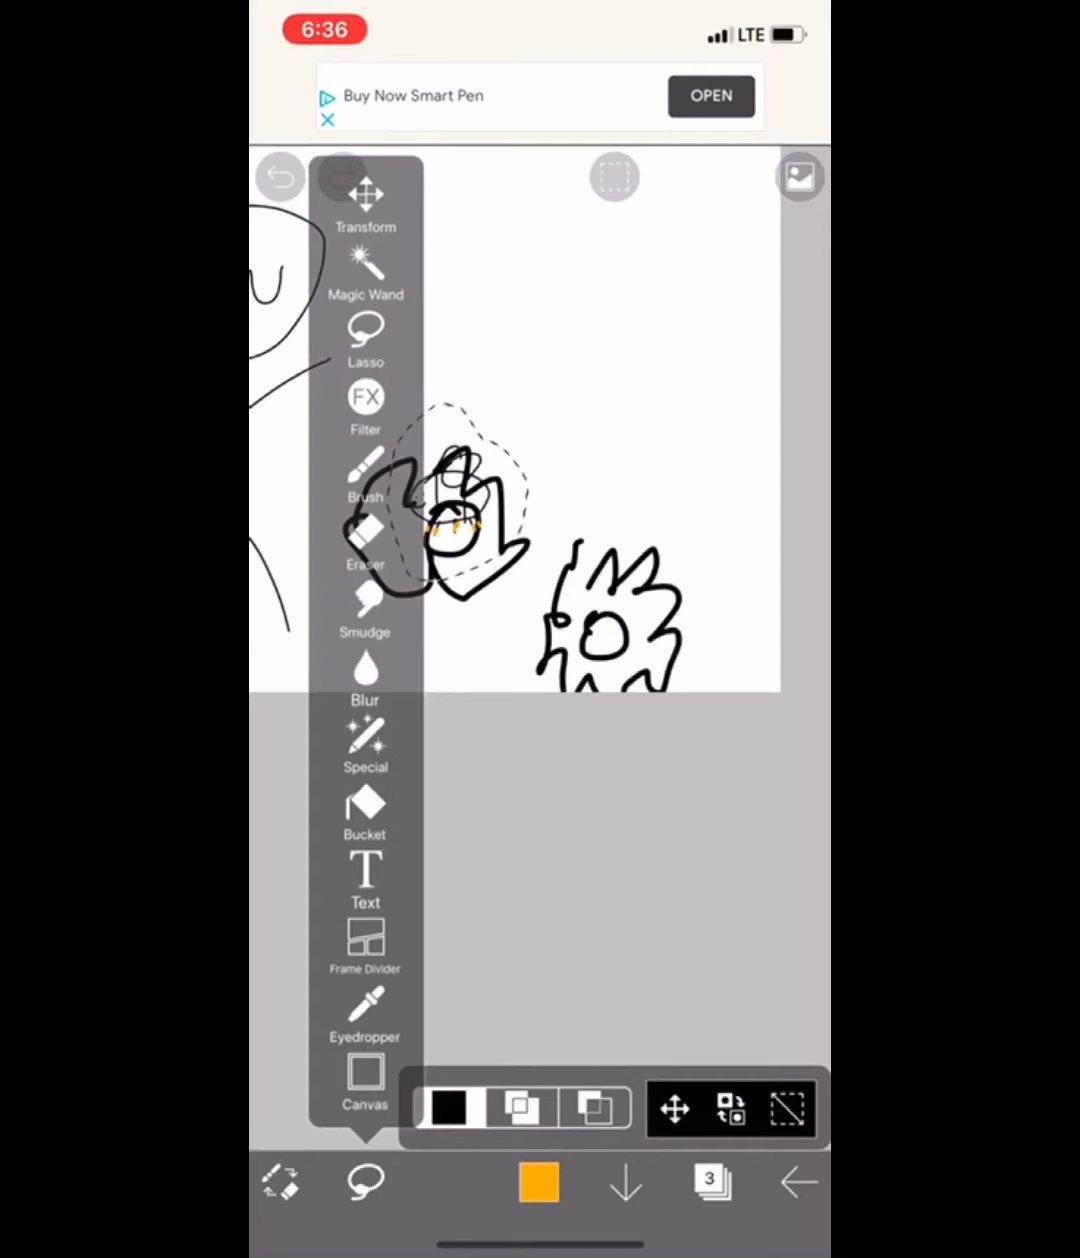 6:36
LTE
Buy Now Smart Pen
OPEN
Transform
Magic Wand
Lasso
FX
Filter
Brush
Eraser
Smudge
Blur
Special
Bucket
T
Text
Frame Divider
Eyedropper
Canvas
3